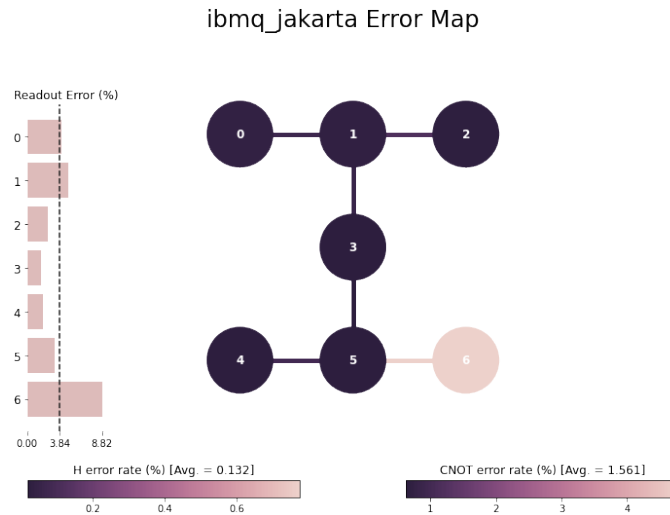 ibmq_jakarta Error Map
Readout Error (%)
0
1
2
3
4
5
6
0.00 3.84 8.82
0 1 2
3
4 5 6
H error rate (%) [Avg. = 0.132]
0.2 0.4 0.6
CNOT error rate (%) [Avg. = 1.561]
1 2 3 4